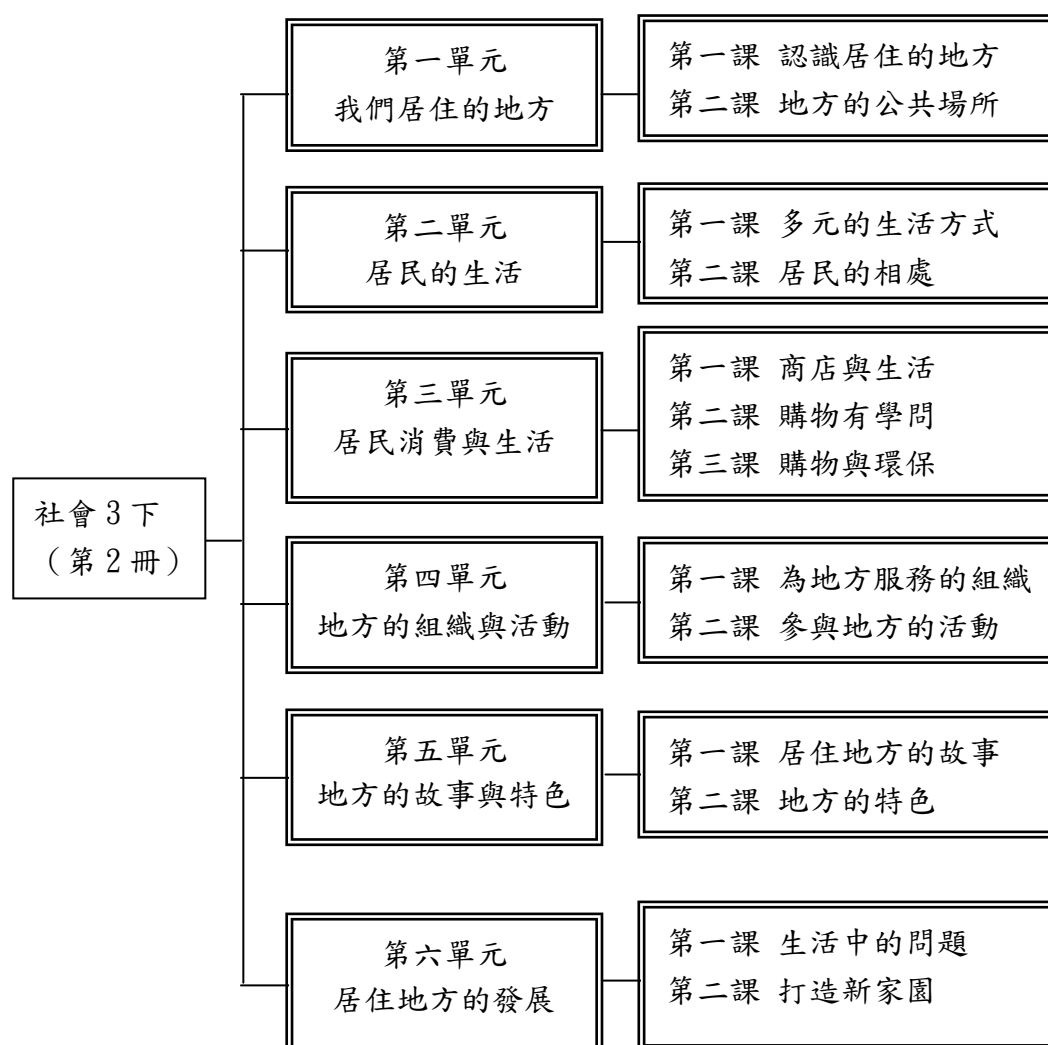 社會3下
（第2冊）
第一單元
我們居住的地方
第一課 認識居住的地方
第二課 地方的公共場所
第二單元
居民的生活
第一課 多元的生活方式
第二課 居民的相處
第三單元
居民消費與生活
第一課 商店與生活
第二課 購物有學問
第三課 購物與環保
第四單元
地方的組織與活動
第一課 為地方服務的組織
第二課 參與地方的活動
第五單元
地方的故事與特色
第一課 居住地方的故事
第二課 地方的特色
第六單元
居住地方的發展
第一課 生活中的問題
第二課 打造新家園